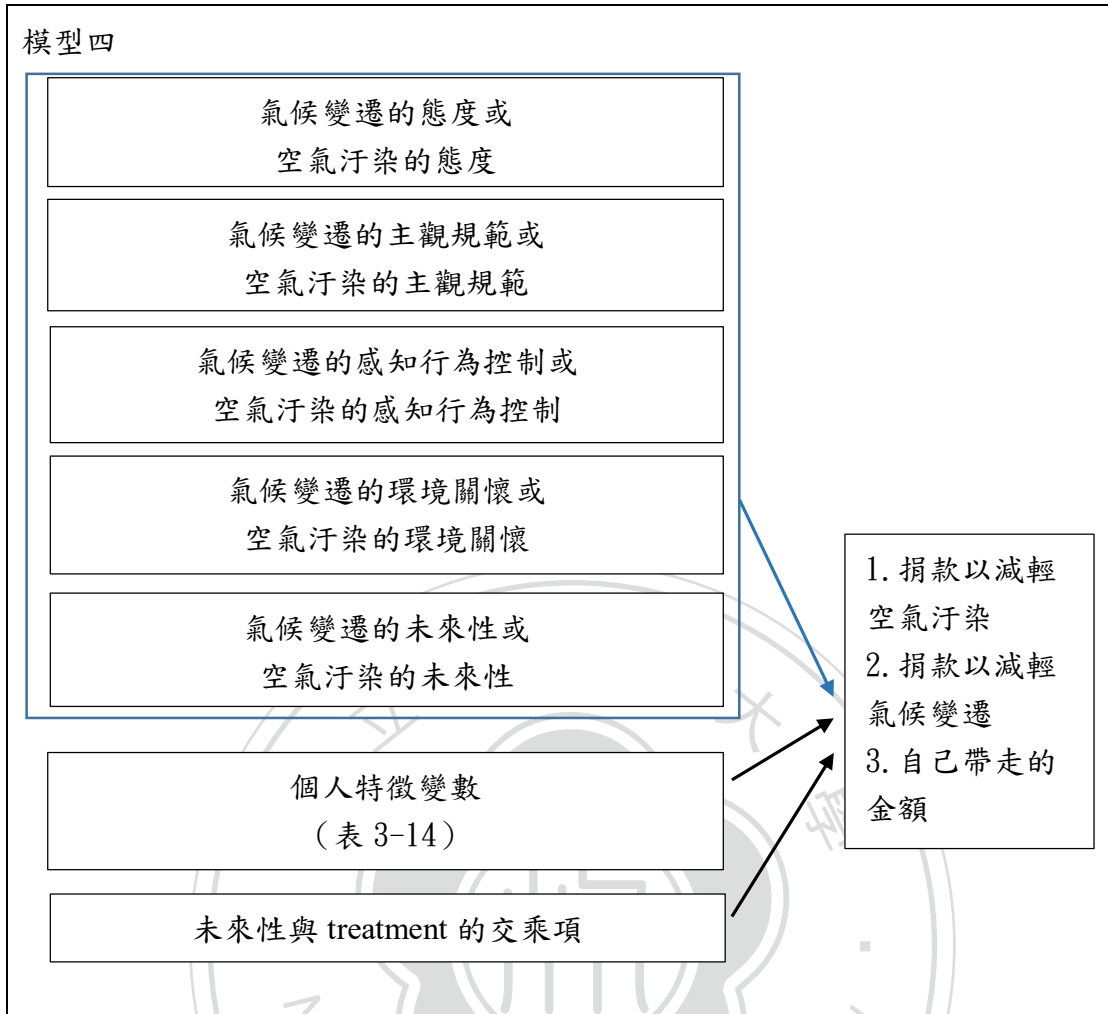 模型四
氣候變遷的態度或
空氣汙染的態度
氣候變遷的主觀規範或
空氣汙染的主觀規範
氣候變遷的感知行為控制或
空氣汙染的感知行為控制
氣候變遷的環境關懷或
空氣汙染的環境關懷
氣候變遷的未來性或
空氣汙染的未來性
個人特徵變數
（表 3-14）
未來性與 treatment 的交乘項
1. 捐款以減輕
空氣汙染
2. 捐款以減輕
氣候變遷
3. 自己帶走的
金額
立
大
學